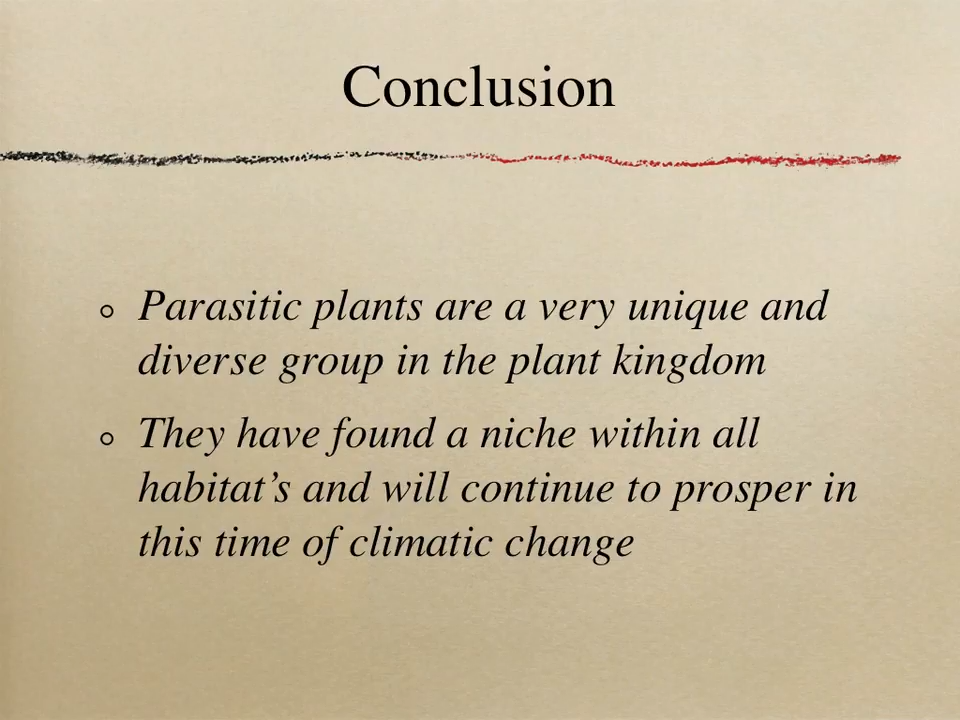 Conclusion
Parasitic plants are a very unique and
diverse group in the plant kingdom
They have found a niche within all
habitat’s and will continue to prosper in
this time of climatic change